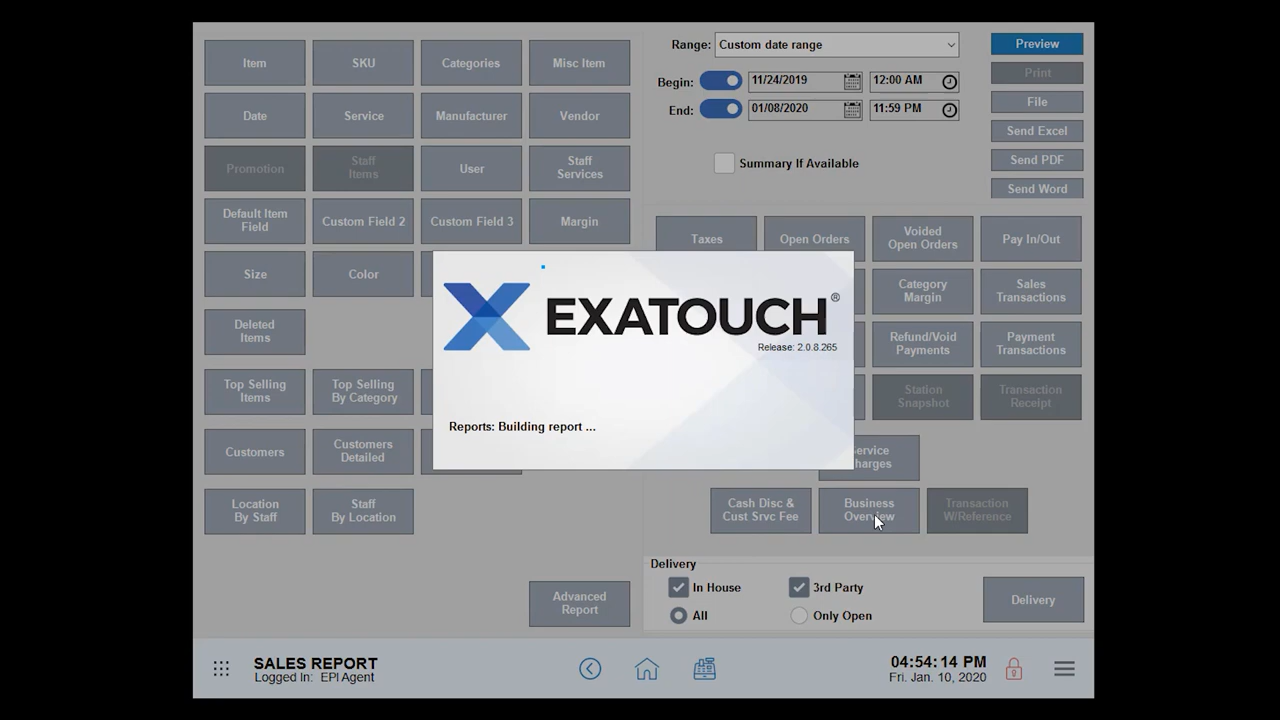 Item
SKU
Categories
Misc Item
Date
Service
Manufacturer
Vendor
Promotion
Staff
Items
User
Staff
Services
Default Item
Field
Custom Field 2
Custom Field 3
Margin
Size
Color
Deleted
Items
Top Selling
Items
Top Selling
By Category
Customers
Customers
Detailed
Location
By Staff
Staff
By Location
Advanced
Report
Range:
Custom date range
Begin:
11/24/2019
12:00 AM
End:
01/08/2020
11:59 PM
Summary If Available
Preview
Print
File
Send Excel
Send PDF
Send Word
Taxes
Open Orders
Voided
Open Orders
Pay In/Out
Category
Margin
Sales
Transactions
Refund/Void
Payments
Payment
Transactions
Station
Snapshot
Transaction
Receipt
EXATOUCH®
Release: 2.0.8.265
Reports: Building report ...
Cash Disc &
Cust Srvc Fee
Business
Overview
Transaction
W/Reference
Delivery
In House
3rd Party
All
Only Open
Delivery
SALES REPORT
Logged In: EPI Agent
04:54:14 PM
Fri. Jan. 10, 2020